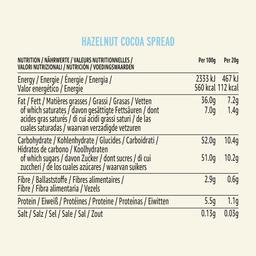 HAZELNUT COCOA SPREAD
NUTRITION / NÄHRWERTE / VALEURS NUTRITIONNELLES / Per 100g Per 20g
VALORI NUTRIZIONALI / NUTRICIÓN / VOEDINGSWAARDEN
Energy / Energie / Énergie / Energia / 2333 kJ 467 kJ
Valor energético / Energie 560 kcal 112 kcal
Fat / Fett / Matières grasses / Grassi / Grasas / Vetten 36.0g 7.2g
of which saturates / davon gesättigte Fettsäuren / dont 7.0g 1.4g
acides gras saturés / di cui àcidi grassi saturi / de las
cuales saturadas / waarvan verzadigde vetzuren
Carbohydrate / Kohlenhydrate / Glucides / Carboidrati / 52.0g 10.4g
Hidratos de carbono / Koolhydraten
of which sugars / davon Zucker / dont sucres / di cui 51.0g 10.2g
zuccheri / de los cuales azúcares / waarvan suikers
Fibre / Ballaststoffe / Fibres alimentaires / 2.9g 0.6g
Fibre / Fibra alimentaria / Vezels
Protein / Eiweiß / Protéines / Proteine / Proteínas / Eiwitten 5.5g 1.1g
Salt / Salz / Sel / Sale / Sal / Zout 0.13g 0.03g